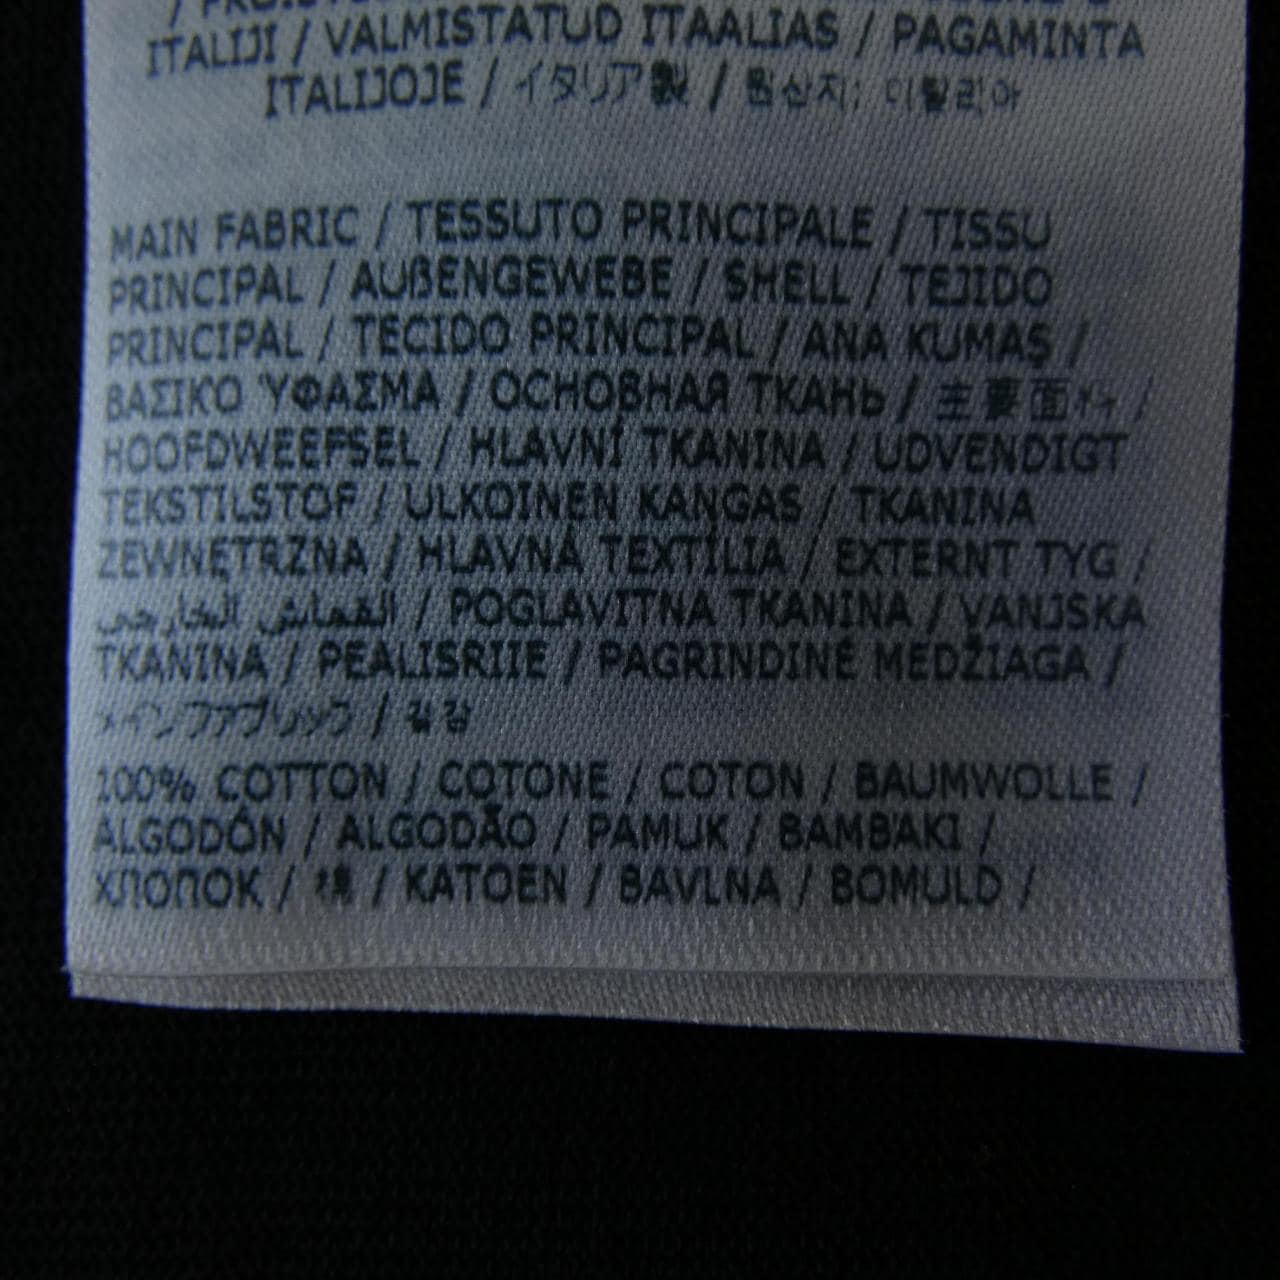 ITALIJI / VALMISTATUD ITAALIAS / PAGAMINTA
ITALIJOJE / イタリア製 / 원산지: 이탈리아
MAIN FABRIC / TESSUTO PRINCIPALE / TISSU
PRINCIPAL / AUßENGEWEBE / SHELL / TEJIDO
PRINCIPAL / TECIDO PRINCIPAL / ANA KUMAŞ /
ΒΑΣΙΚΟ ΎΦΑΣΜΑ / ОСНОВНАЯ ТКАНЬ / 主要面料 /
HOOFDWEEFSEL / HLAVNÍ TKANINA / UDVENDIGT
TEKSTILSTOF / ULKOINEN KANGAS / TKANINA
ZEWNĘTRZNA / HLAVNÁ TEXTÍLIA / EXTERNT TYG /
القماش الخارجي / POGLAVITNA TKANINA / VANJSKA
TKANINA / PEALISRIIE / PAGRINDINĖ MEDŽIAGA /
メインファブリック / 겉감
100% COTTON / COTONE / COTON / BAUMWOLLE /
ALGODÓN / ALGODÃO / PAMUK / ΒΑΜΒΆΚΙ /
ХЛОПОК / 棉 / KATOEN / BAVLNA / BOMULD /